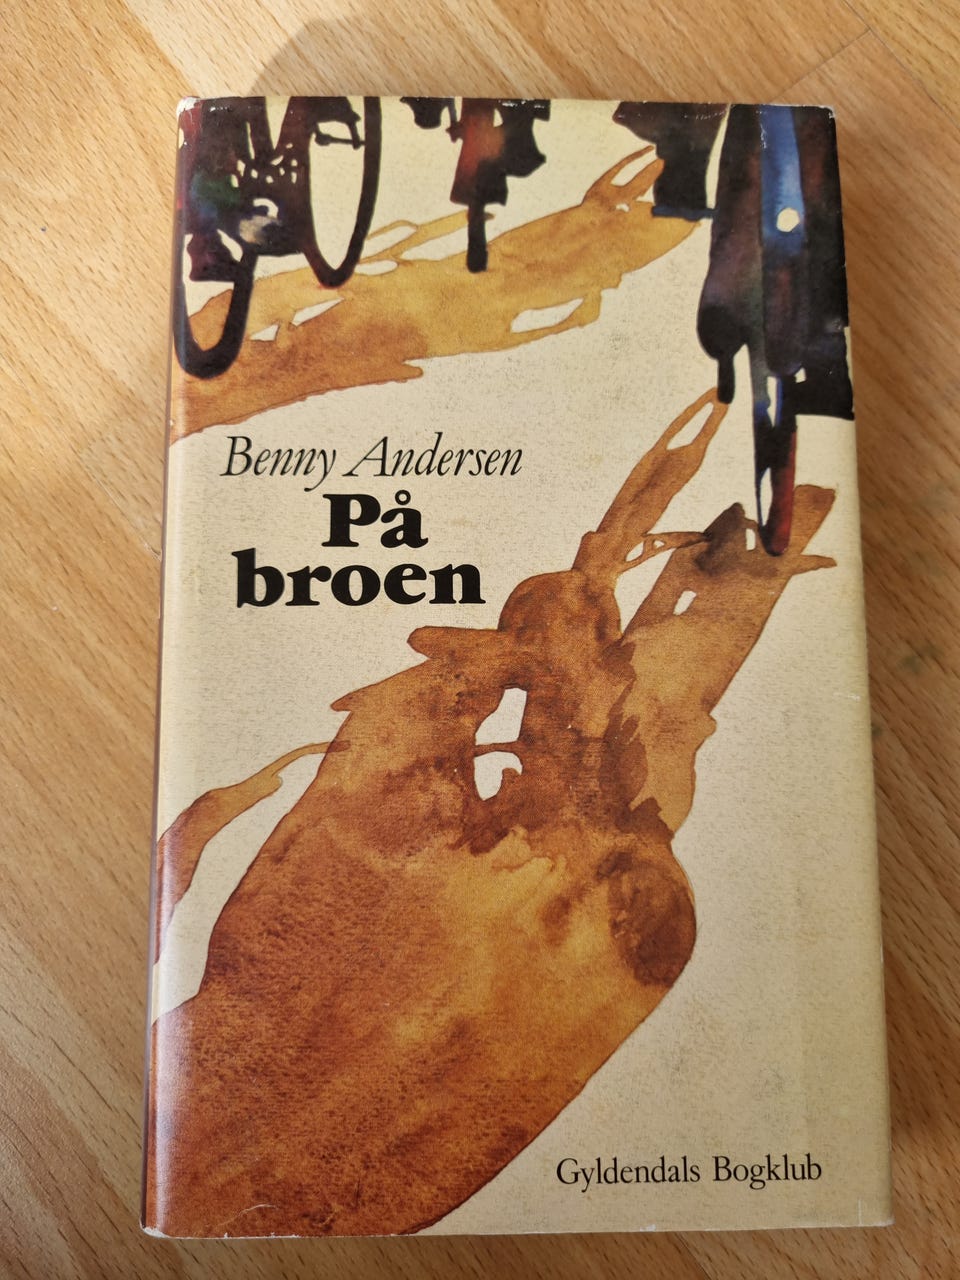 Benny Andersen
På
broen
Gyldendals Bogklub